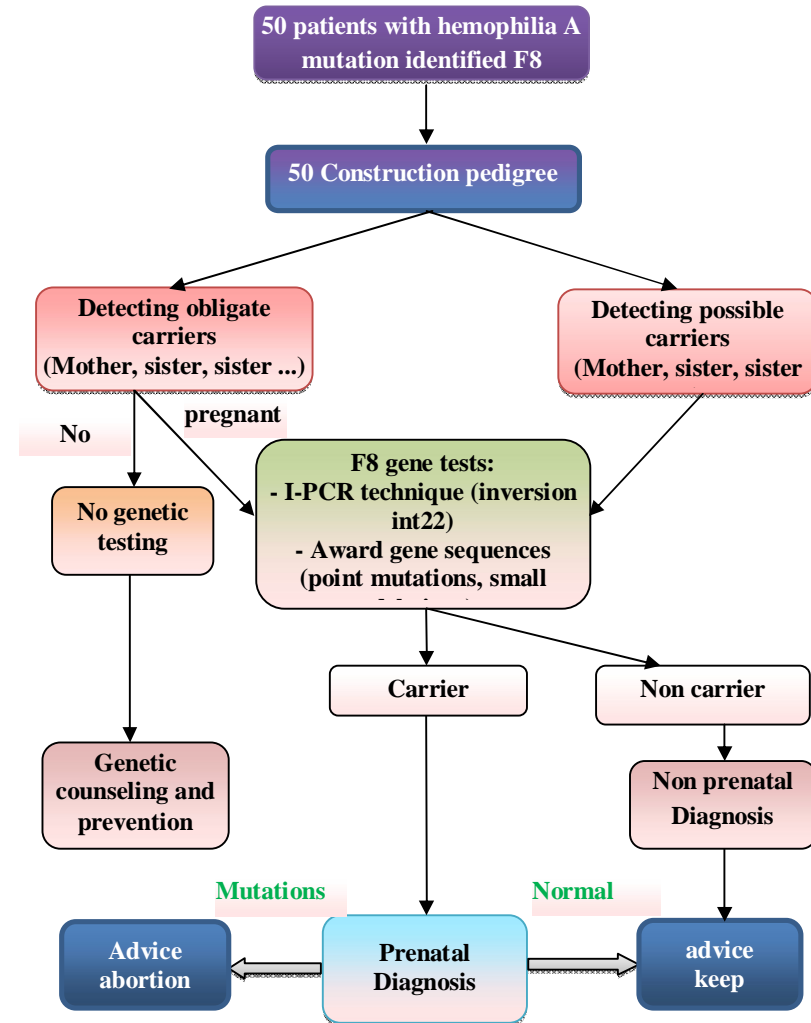 50 patients with hemophilia A
mutation identified F8
50 Construction pedigree
Detecting obligate
carriers
(Mother, sister, sister ...)
Detecting possible
carriers
(Mother, sister, sister
No
pregnant
F8 gene tests:
- I-PCR technique (inversion
int22)
- Award gene sequences
(point mutations, small
No genetic
testing
Carrier
Non carrier
Genetic
counseling and
prevention
Non prenatal
Diagnosis
Mutations
Normal
Advice
abortion
Prenatal
Diagnosis
advice
keep